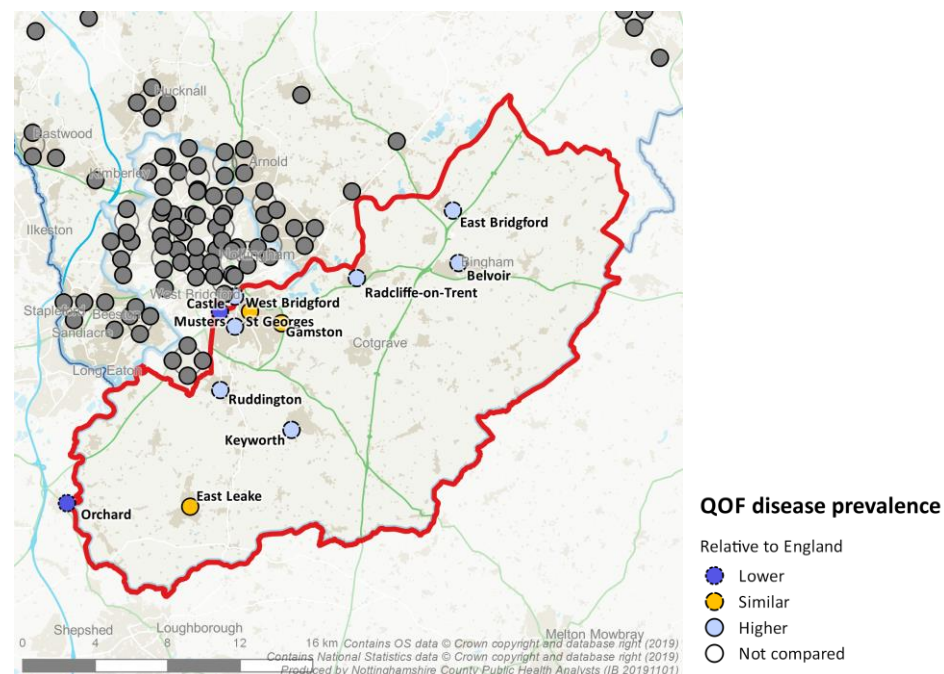 Hucknall
Eastwood
Arnold
Kimberley
Ilkeston
East Bridgford
Nottingham
Bingham
Belvoir
Radcliffe-on-Trent
West Bridgford
Castle
West Bridgford
Stapleford
Beeston
Musters
St Georges
Gamston
Sandiacre
Cotgrave
Long Eaton
Ruddington
Keyworth
East Leake
Orchard
QOF disease prevalence
Relative to England
Lower
Similar
Higher
Not compared
Shepshed
Loughborough
Melton Mowbray
0 4 8 12 16 km
Contains OS data © Crown copyright and database right (2019)
Contains National Statistics data © Crown copyright and database right (2019)
Produced by Nottinghamshire County Public Health Analysts (IB 20191101)